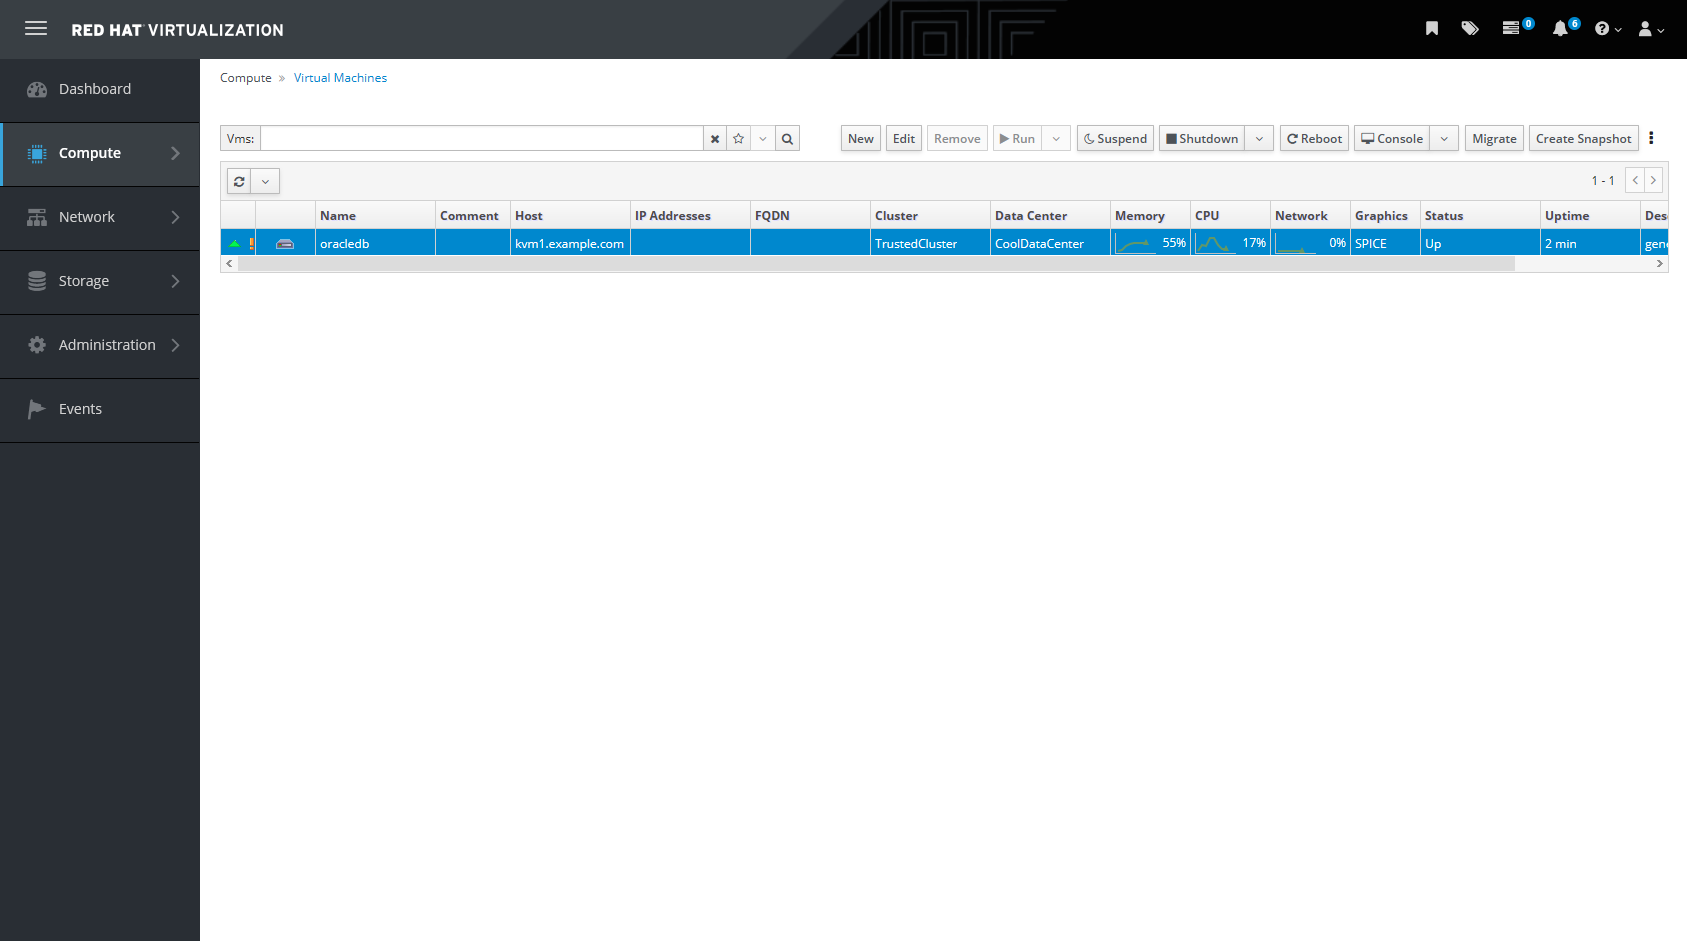 RED HAT VIRTUALIZATION
0
6
Dashboard
Compute
Network
Storage
Administration
Events
Compute » Virtual Machines
Vms:
New Edit Remove Run Suspend Shutdown Reboot Console Migrate Create Snapshot
1 - 1
Name Comment Host IP Addresses FQDN Cluster Data Center Memory CPU Network Graphics Status Uptime Des
oracledb kvm1.example.com TrustedCluster CoolDataCenter 55% 17% 0% SPICE Up 2 min gen